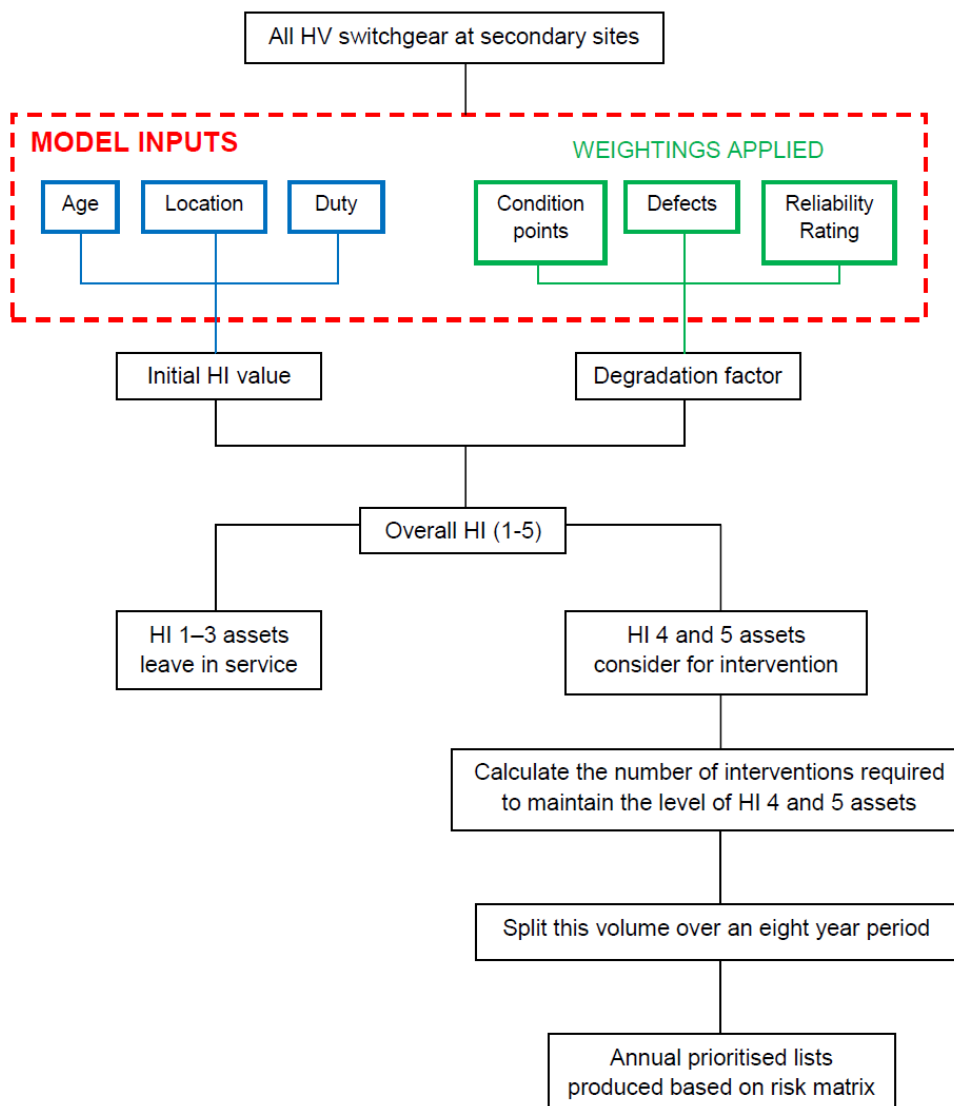 All HV switchgear at secondary sites
MODEL INPUTS
WEIGHTINGS APPLIED
Age
Location
Duty
Condition
points
Defects
Reliability
Rating
Initial HI value
Degradation factor
Overall HI (1-5)
HI 1–3 assets
leave in service
HI 4 and 5 assets
consider for intervention
Calculate the number of interventions required
to maintain the level of HI 4 and 5 assets
Split this volume over an eight year period
Annual prioritised lists
produced based on risk matrix